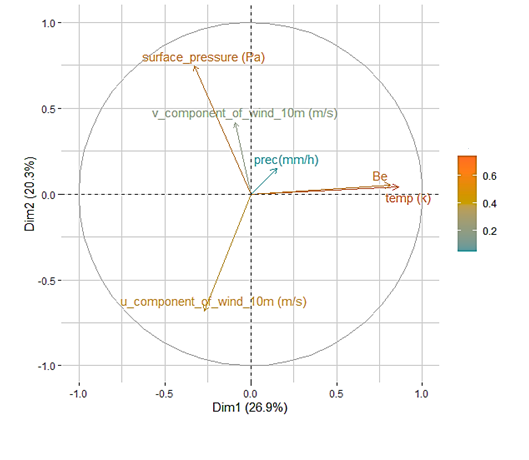 1.0
surface_pressure (Pa)
0.5
v_component_of_wind_10m (m/s)
prec(mm/h)
Be
0.6
Dim2 (20.3%)
0.0
temp (k)
0.4
0.2
-0.5
u_component_of_wind_10m (m/s)
-1.0
-1.0
-0.5
0.0
0.5
1.0
Dim1 (26.9%)